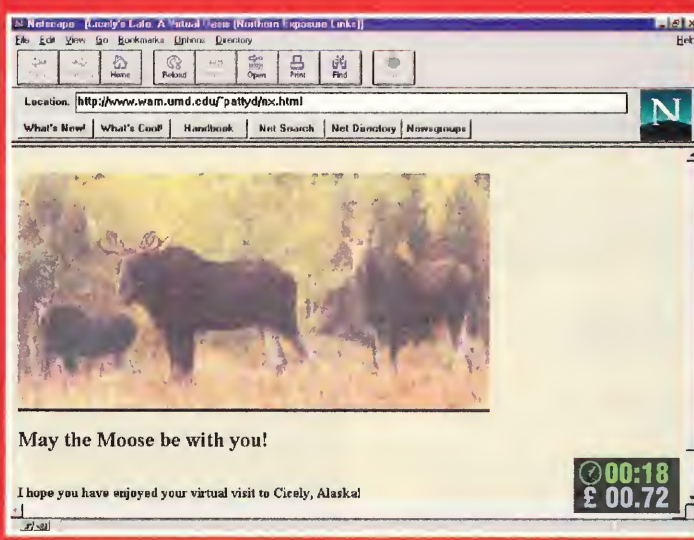 Netscape - [Cicely's Cafe, A Virtual Oasis (Northern Exposure Links)]
File Edit View Go Bookmarks Options Directory Help
Home Reload Open Print Find
Location: http://www.wam.umd.edu/~pattyd/nx.html
What's New! What's Cool! Handbook Net Search Net Directory Newsgroups
N
May the Moose be with you!
I hope you have enjoyed your virtual visit to Cicely, Alaska!
00:18
£ 00.72